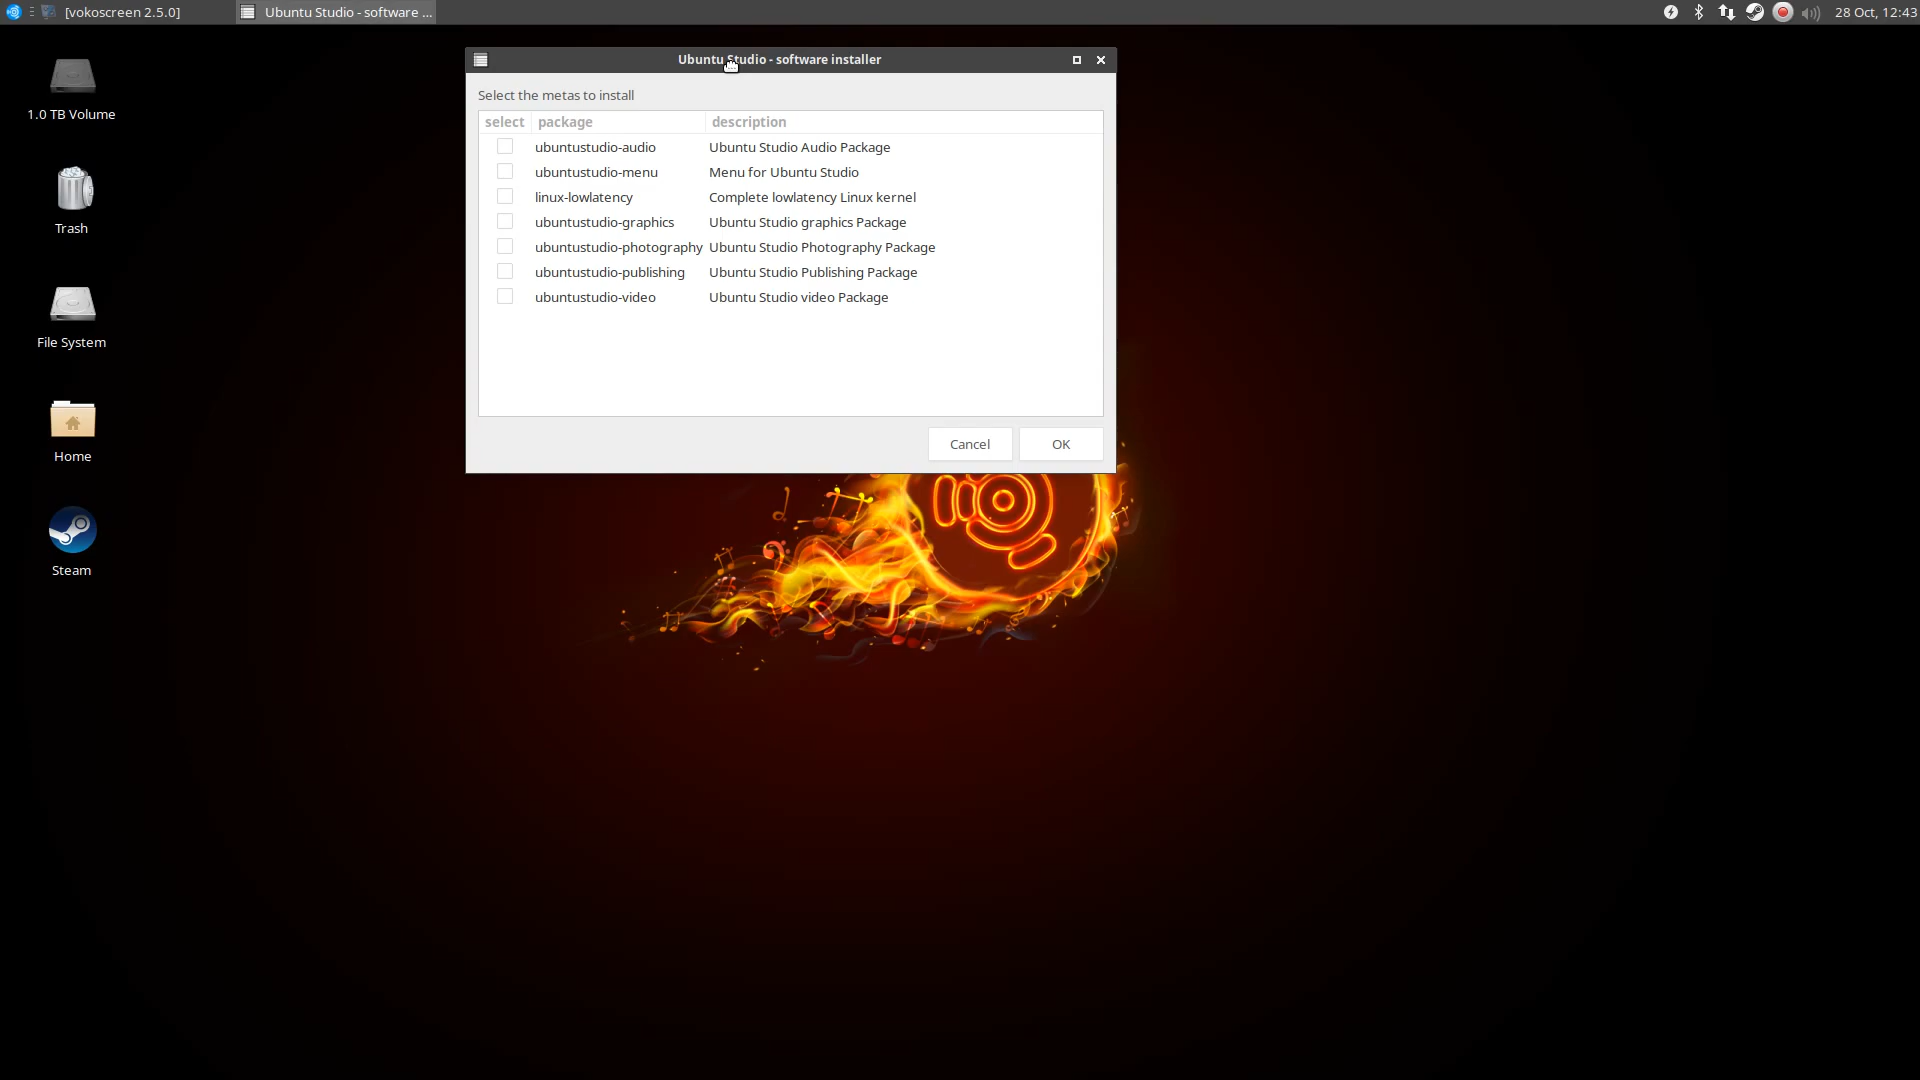 [vokoscreen 2.5.0]
Ubuntu Studio - software ...
28 Oct, 12:43
1.0 TB Volume
Trash
File System
Home
Steam
Ubuntu Studio - software installer
Select the metas to install
select package description
ubuntustudio-audio Ubuntu Studio Audio Package
ubuntustudio-menu Menu for Ubuntu Studio
linux-lowlatency Complete lowlatency Linux kernel
ubuntustudio-graphics Ubuntu Studio graphics Package
ubuntustudio-photography Ubuntu Studio Photography Package
ubuntustudio-publishing Ubuntu Studio Publishing Package
ubuntustudio-video Ubuntu Studio video Package
Cancel OK